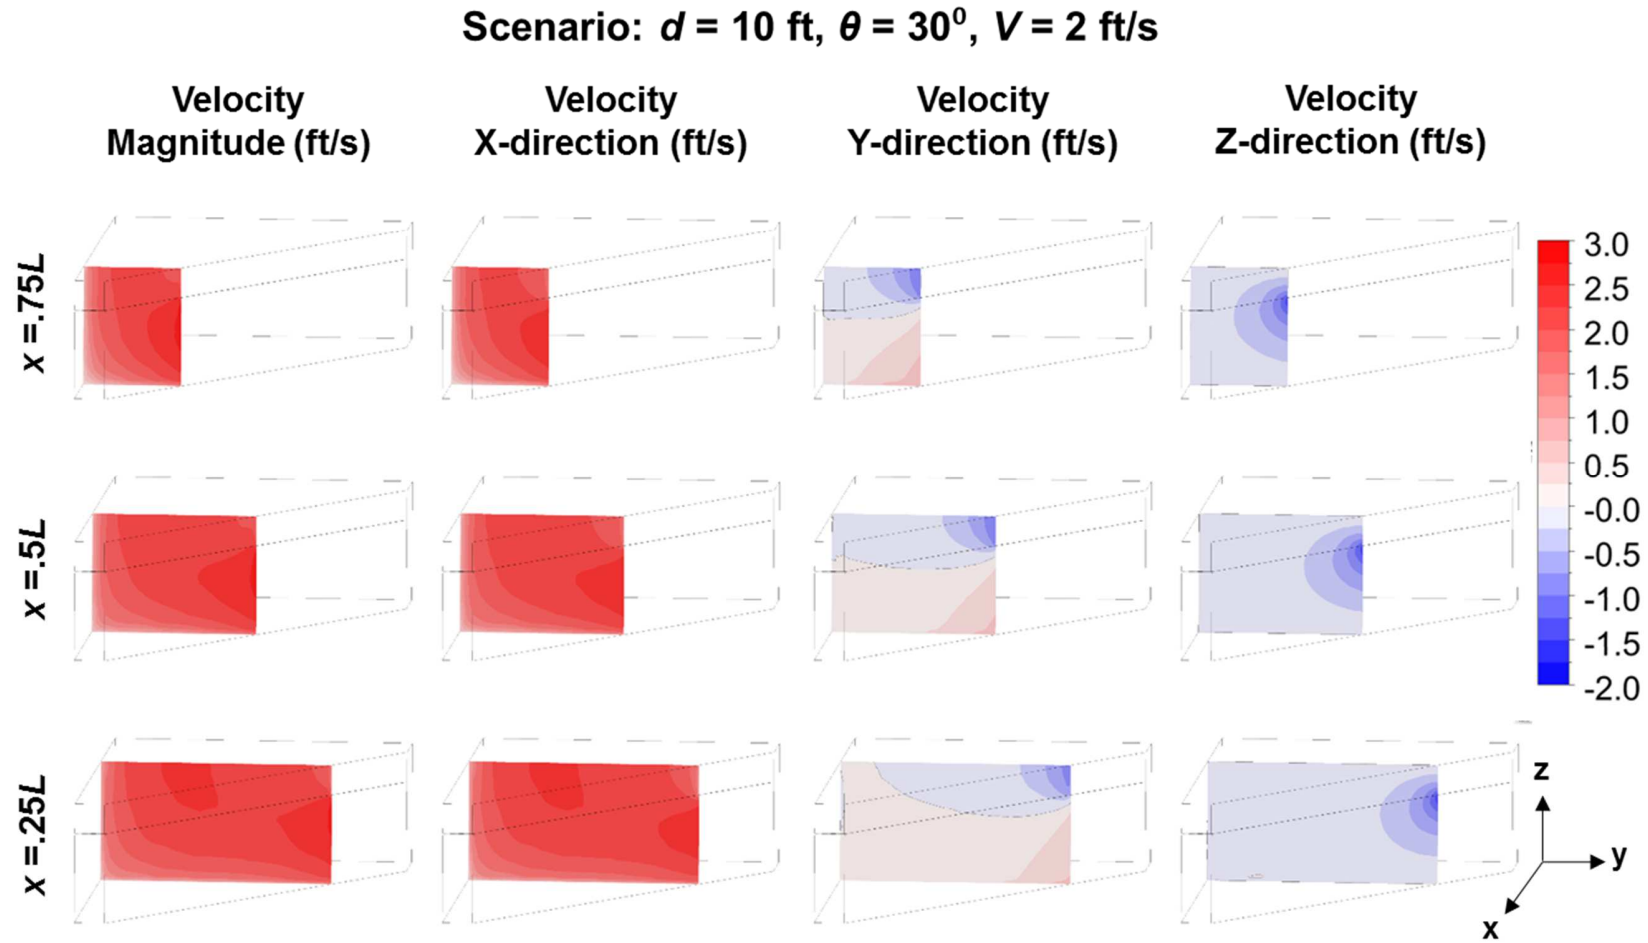 Scenario: d = 10 ft, θ = 30⁰, V = 2 ft/s
Velocity
Magnitude (ft/s)
Velocity
X-direction (ft/s)
Velocity
Y-direction (ft/s)
Velocity
Z-direction (ft/s)
x =.75L
x =.5L
x =.25L
3.0
2.5
2.0
1.5
1.0
0.5
-0.0
-0.5
-1.0
-1.5
-2.0
z
y
x